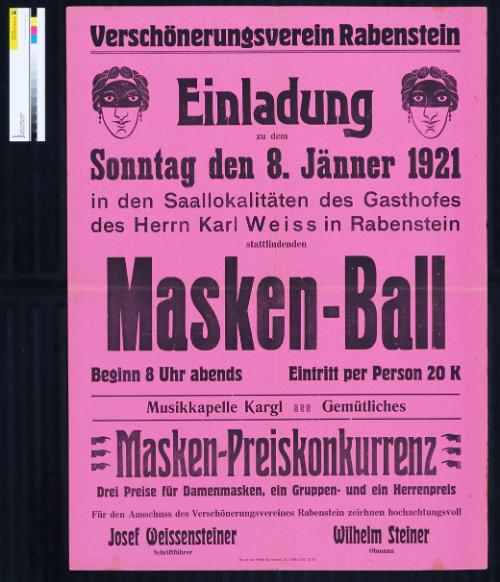 Verschönerungsverein Rabenstein
Einladung
zu dem
Sonntag den 8. Jänner 1921
in den Saallokalitäten des Gasthofes
des Herrn Karl Weiss in Rabenstein
stattfindenden
Masken-Ball
Beginn 8 Uhr abends Eintritt per Person 20 K
Musikkapelle Kargl Gemütliches
Masken-Preiskonkurrenz
Drei Preise für Damenmasken, ein Gruppen- und ein Herrenpreis
Für den Ausschuss des Verschönerungsvereines Rabenstein zeichnen hochachtungsvoll
Josef Weissensteiner Wilhelm Steiner
Schriftführer Obmann